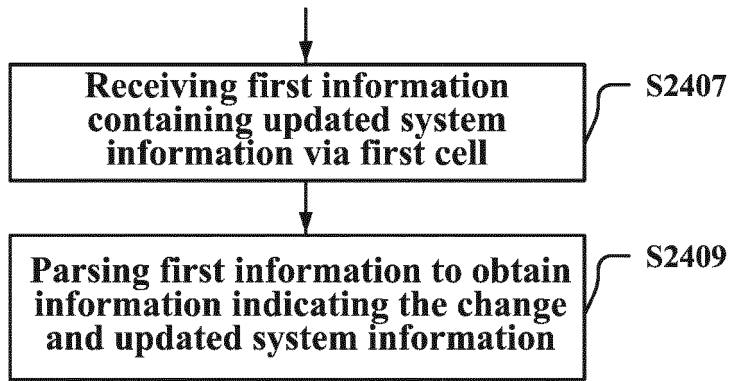 Receiving first information
containing updated system
information via first cell
S2407
Parsing first information to obtain
information indicating the change
and updated system information
S2409